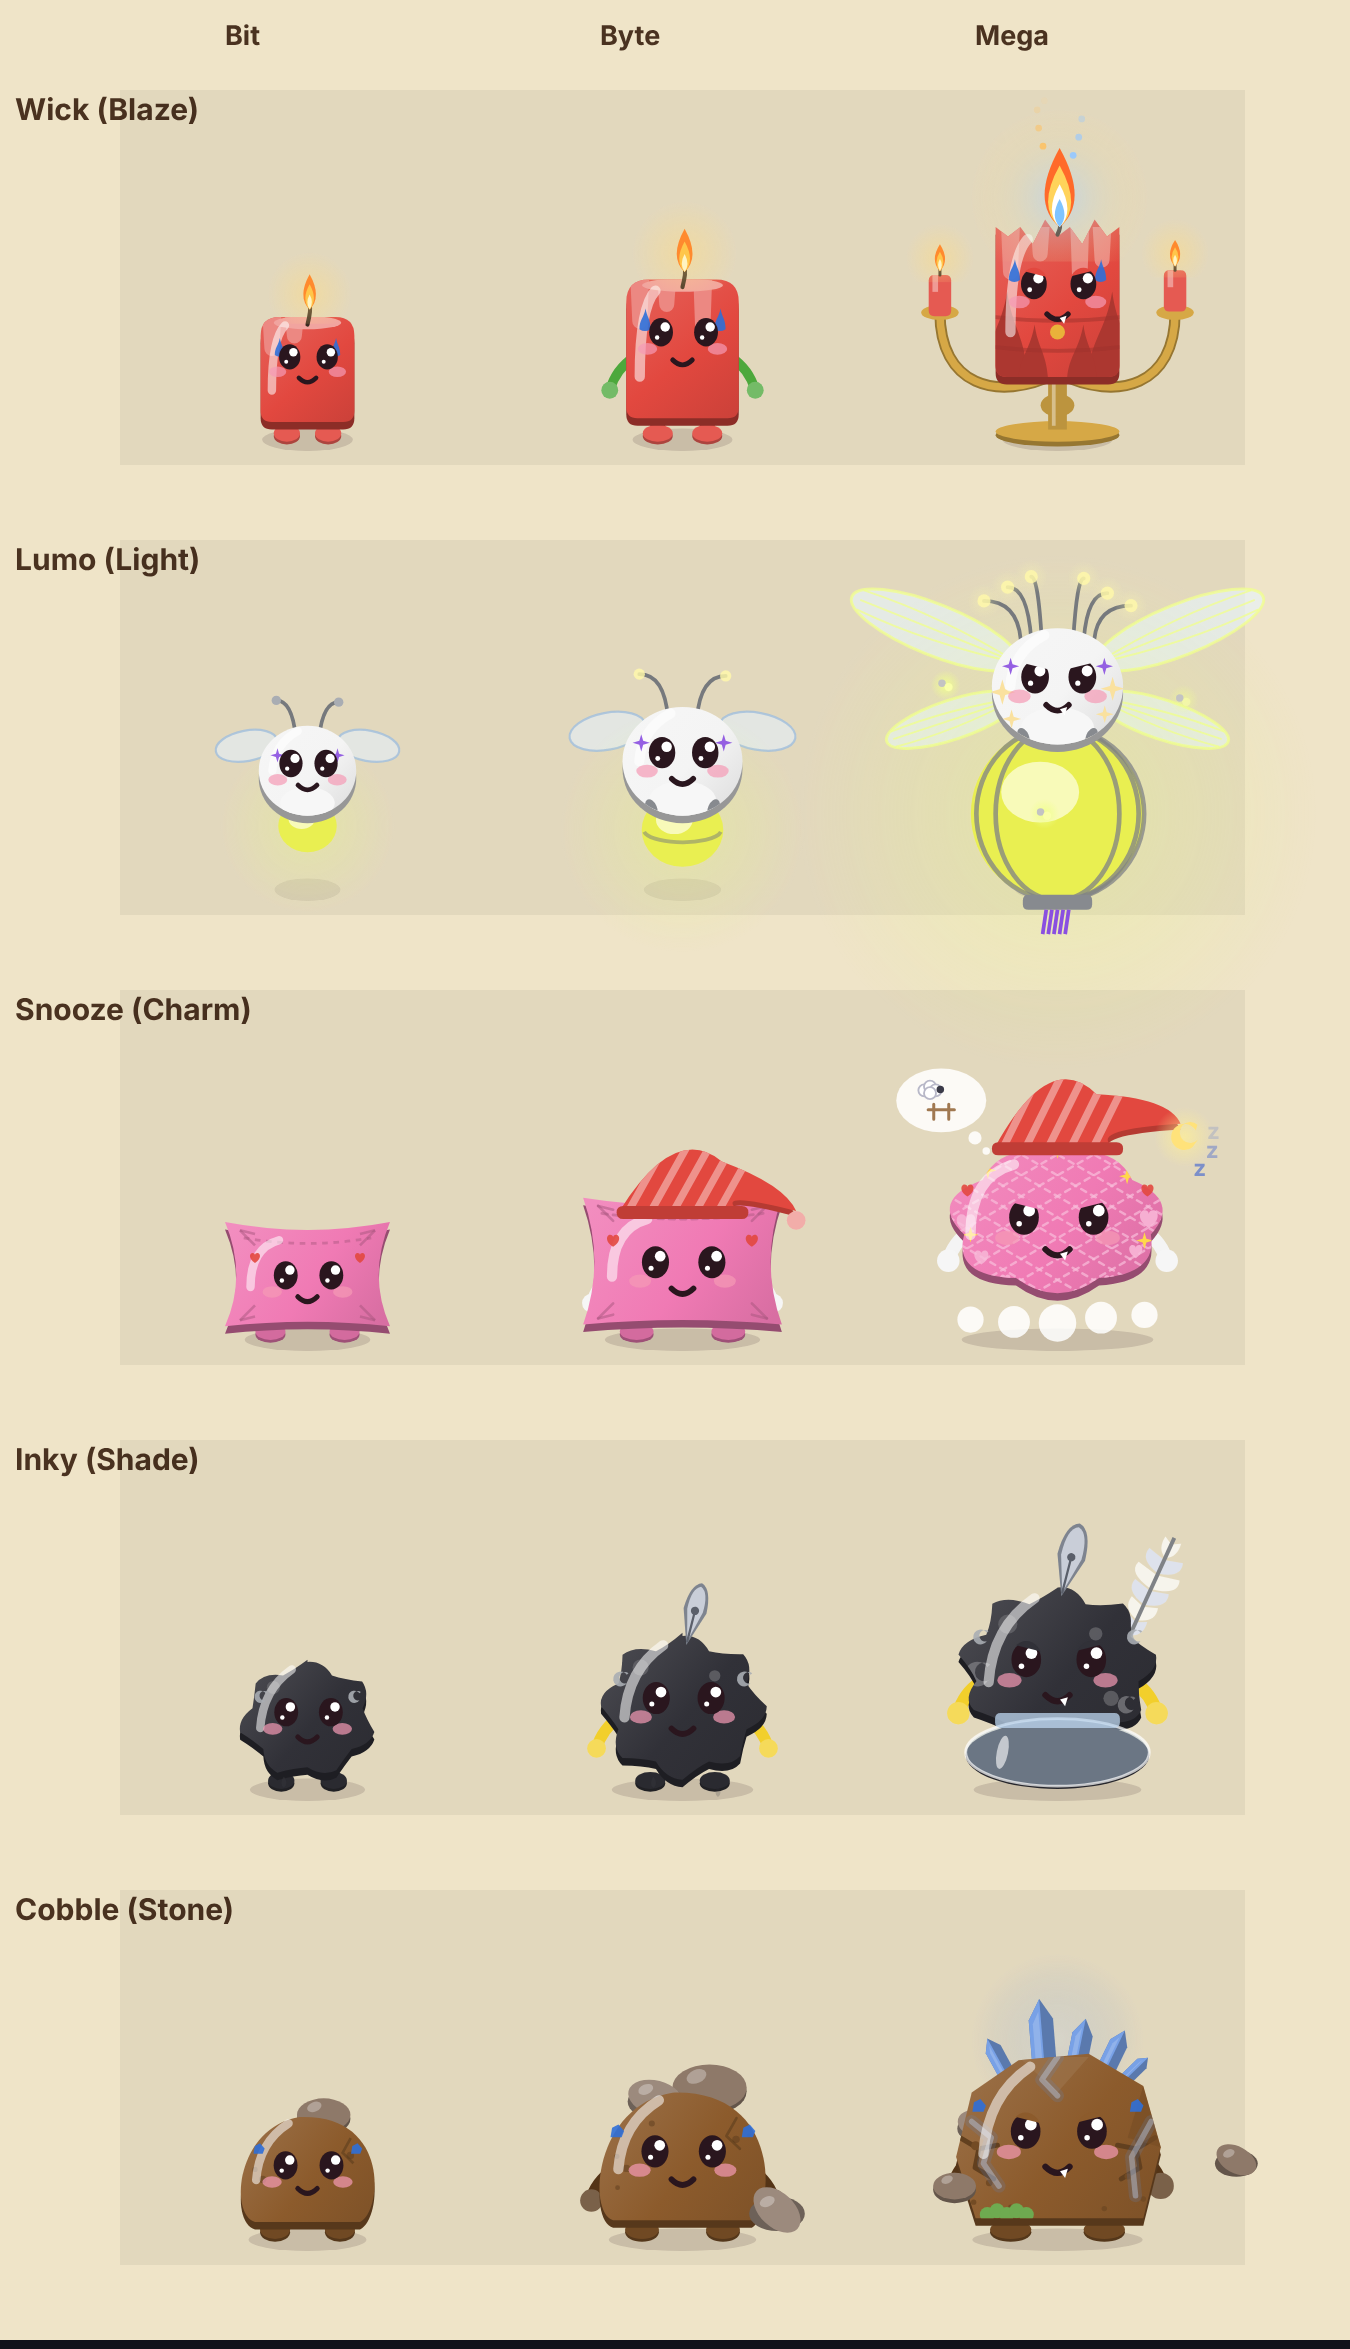 Bit Byte Mega
Wick (Blaze)
Lumo (Light)
Snooze (Charm)
z
z
z
Inky (Shade)
Cobble (Stone)